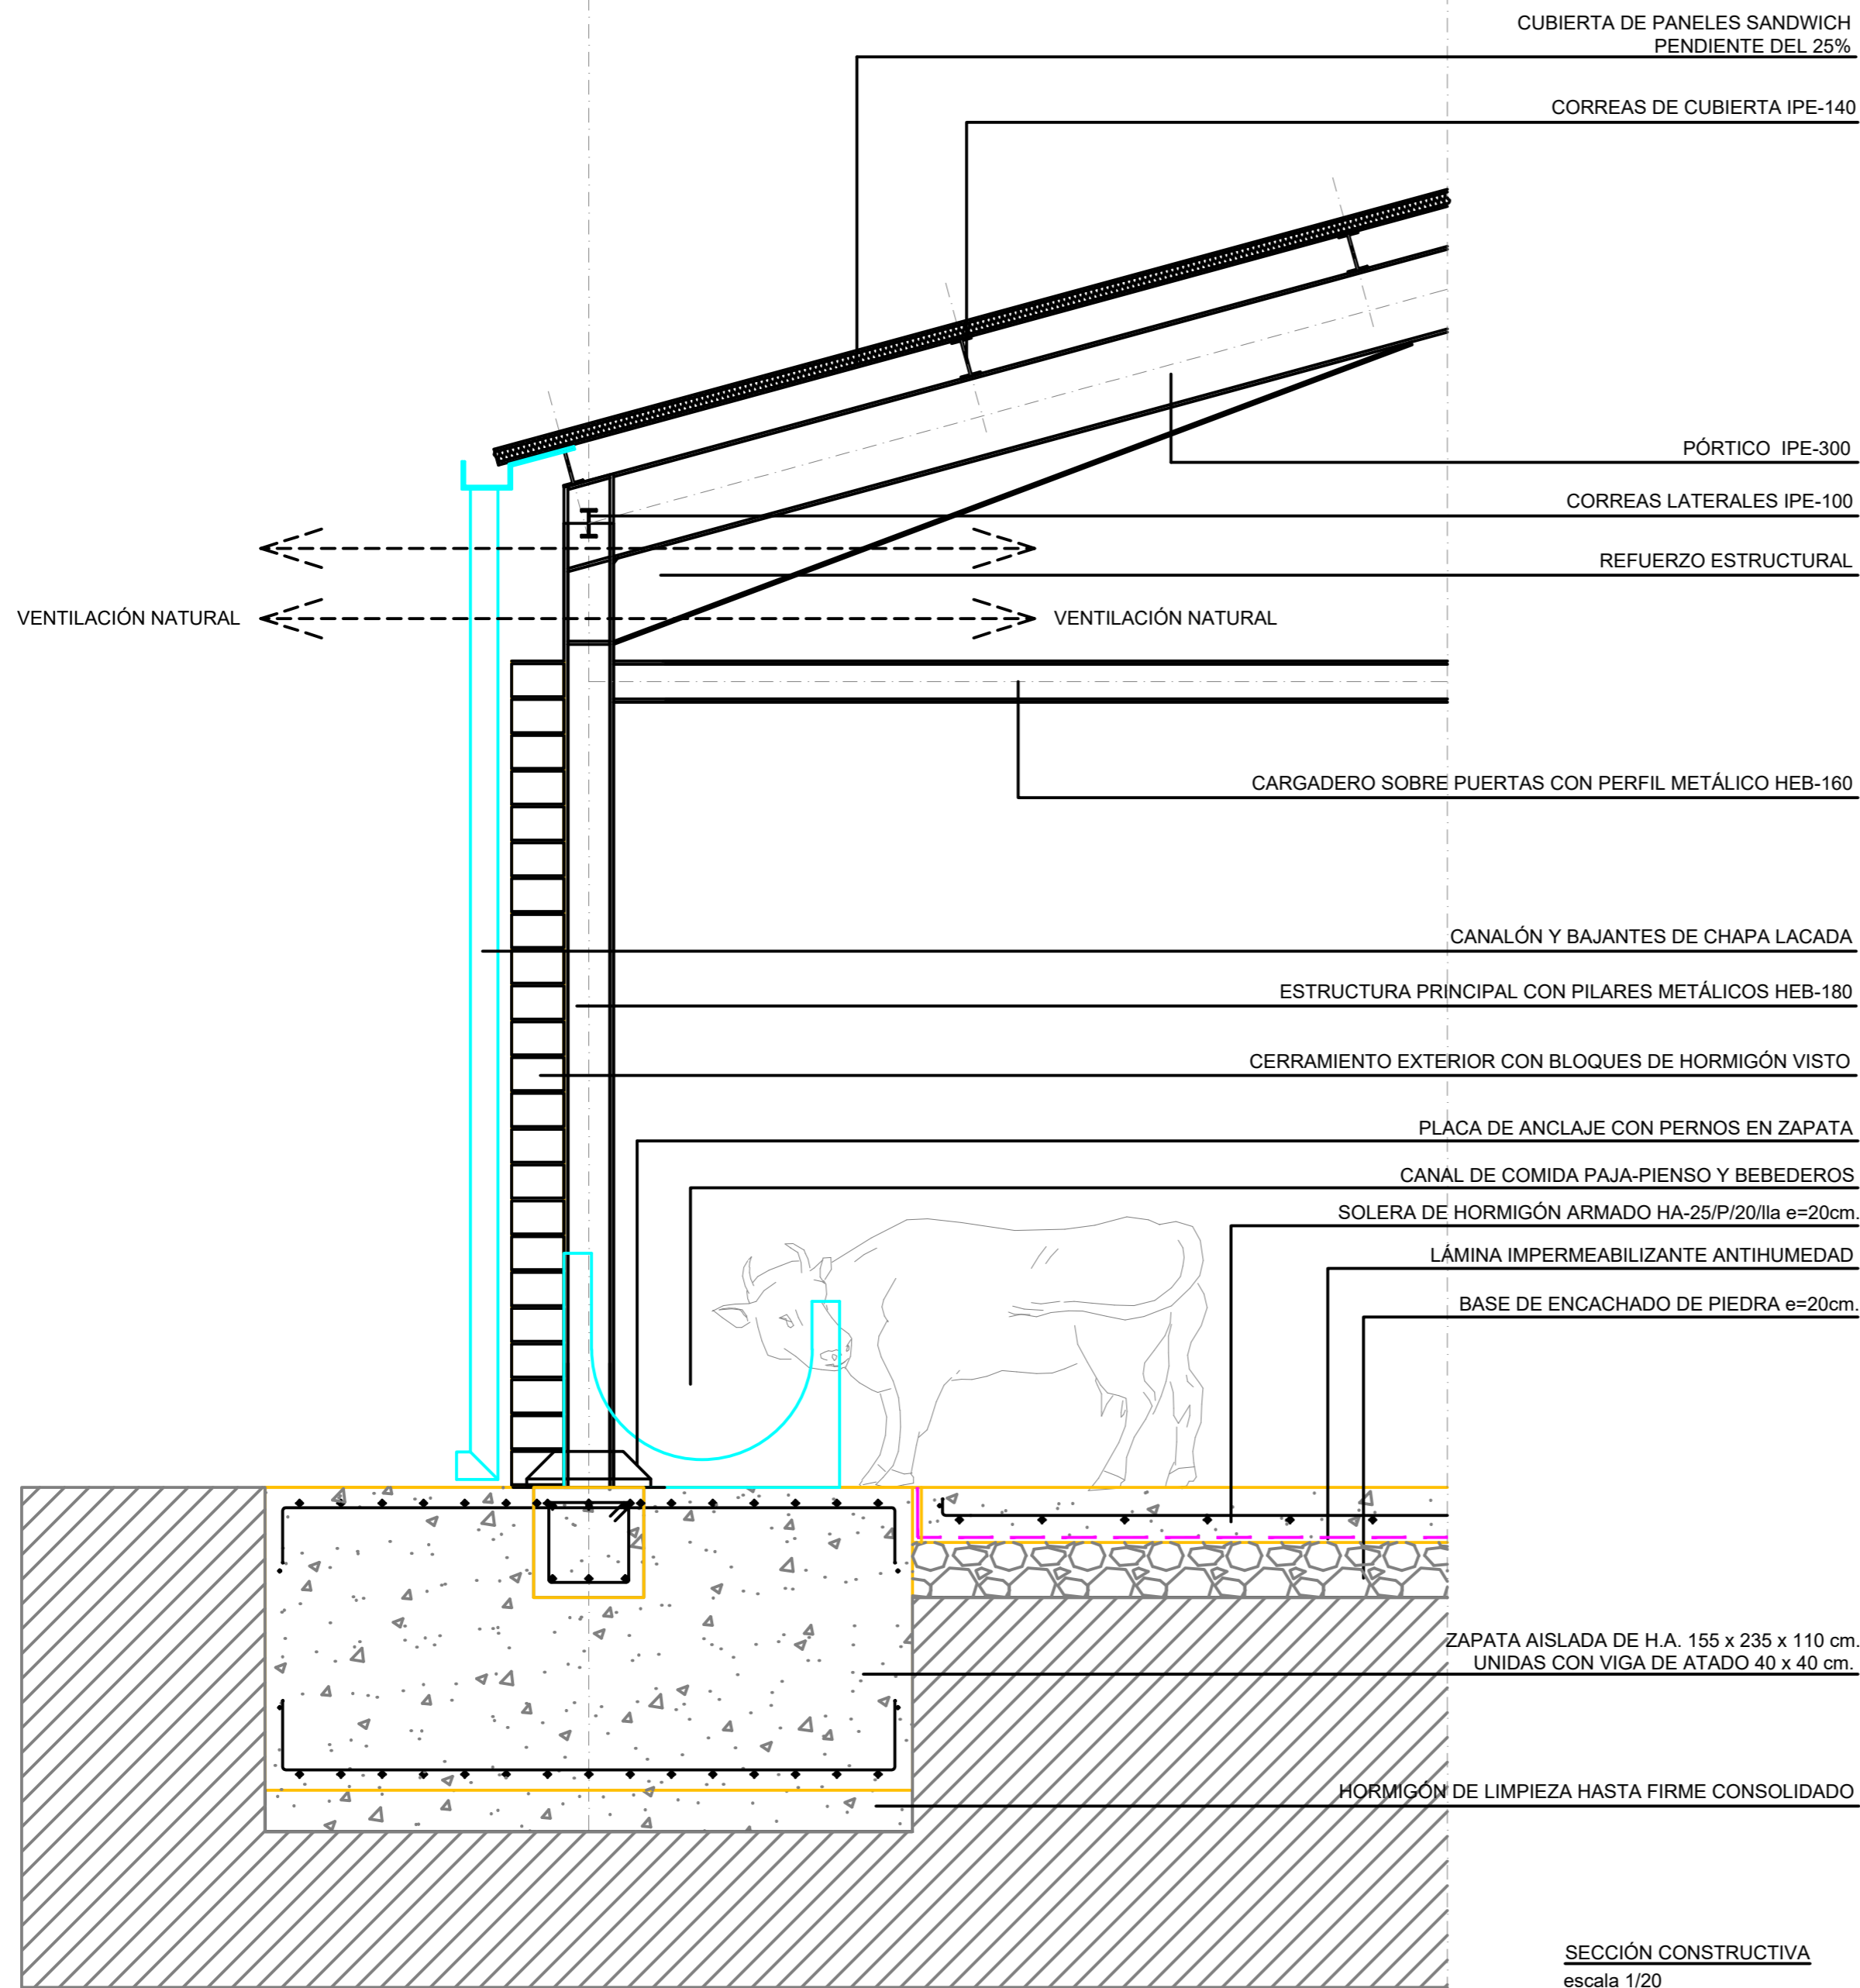 CUBIERTA DE PANELES SANDWICH
PENDIENTE DEL 25%
CORREAS DE CUBIERTA IPE-140
PÓRTICO IPE-300
CORREAS LATERALES IPE-100
REFUERZO ESTRUCTURAL
VENTILACIÓN NATURAL
VENTILACIÓN NATURAL
CARGADERO SOBRE PUERTAS CON PERFIL METÁLICO HEB-160
CANALÓN Y BAJANTES DE CHAPA LACADA
ESTRUCTURA PRINCIPAL CON PILARES METÁLICOS HEB-180
CERRAMIENTO EXTERIOR CON BLOQUES DE HORMIGÓN VISTO
PLACA DE ANCLAJE CON PERNOS EN ZAPATA
CANAL DE COMIDA PAJA-PIENSO Y BEBEDEROS
SOLERA DE HORMIGÓN ARMADO HA-25/P/20/IIa e=20cm.
LÁMINA IMPERMEABILIZANTE ANTIHUMEDAD
BASE DE ENCACHADO DE PIEDRA e=20cm.
ZAPATA AISLADA DE H.A. 155 x 235 x 110 cm.
UNIDAS CON VIGA DE ATADO 40 x 40 cm.
HORMIGÓN DE LIMPIEZA HASTA FIRME CONSOLIDADO
SECCIÓN CONSTRUCTIVA
escala 1/20